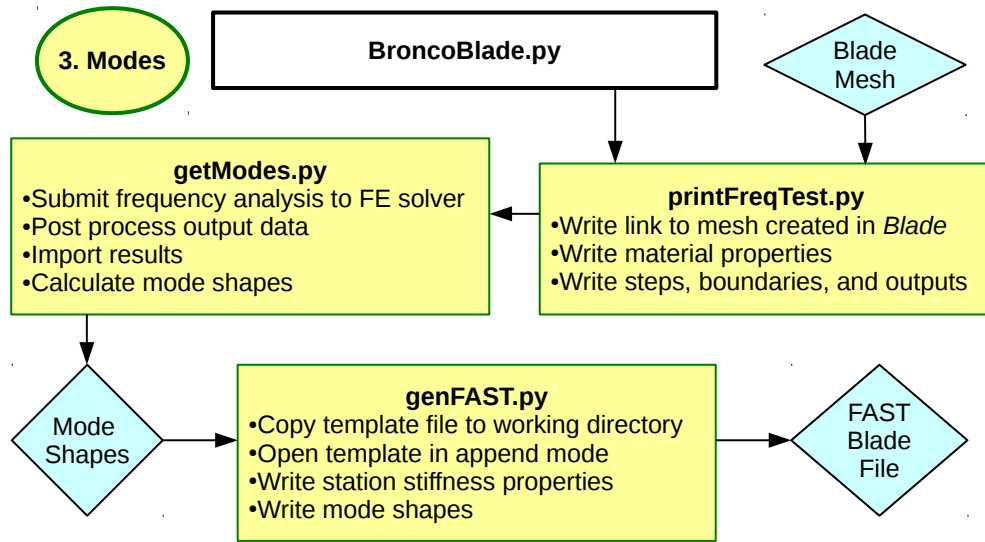 3. Modes
BroncoBlade.py
Blade
Mesh
getModes.py
•Submit frequency analysis to FE solver
•Post process output data
•Import results
•Calculate mode shapes
printFreqTest.py
•Write link to mesh created in Blade
•Write material properties
•Write steps, boundaries, and outputs
Mode
Shapes
genFAST.py
•Copy template file to working directory
•Open template in append mode
•Write station stiffness properties
•Write mode shapes
FAST
Blade
File